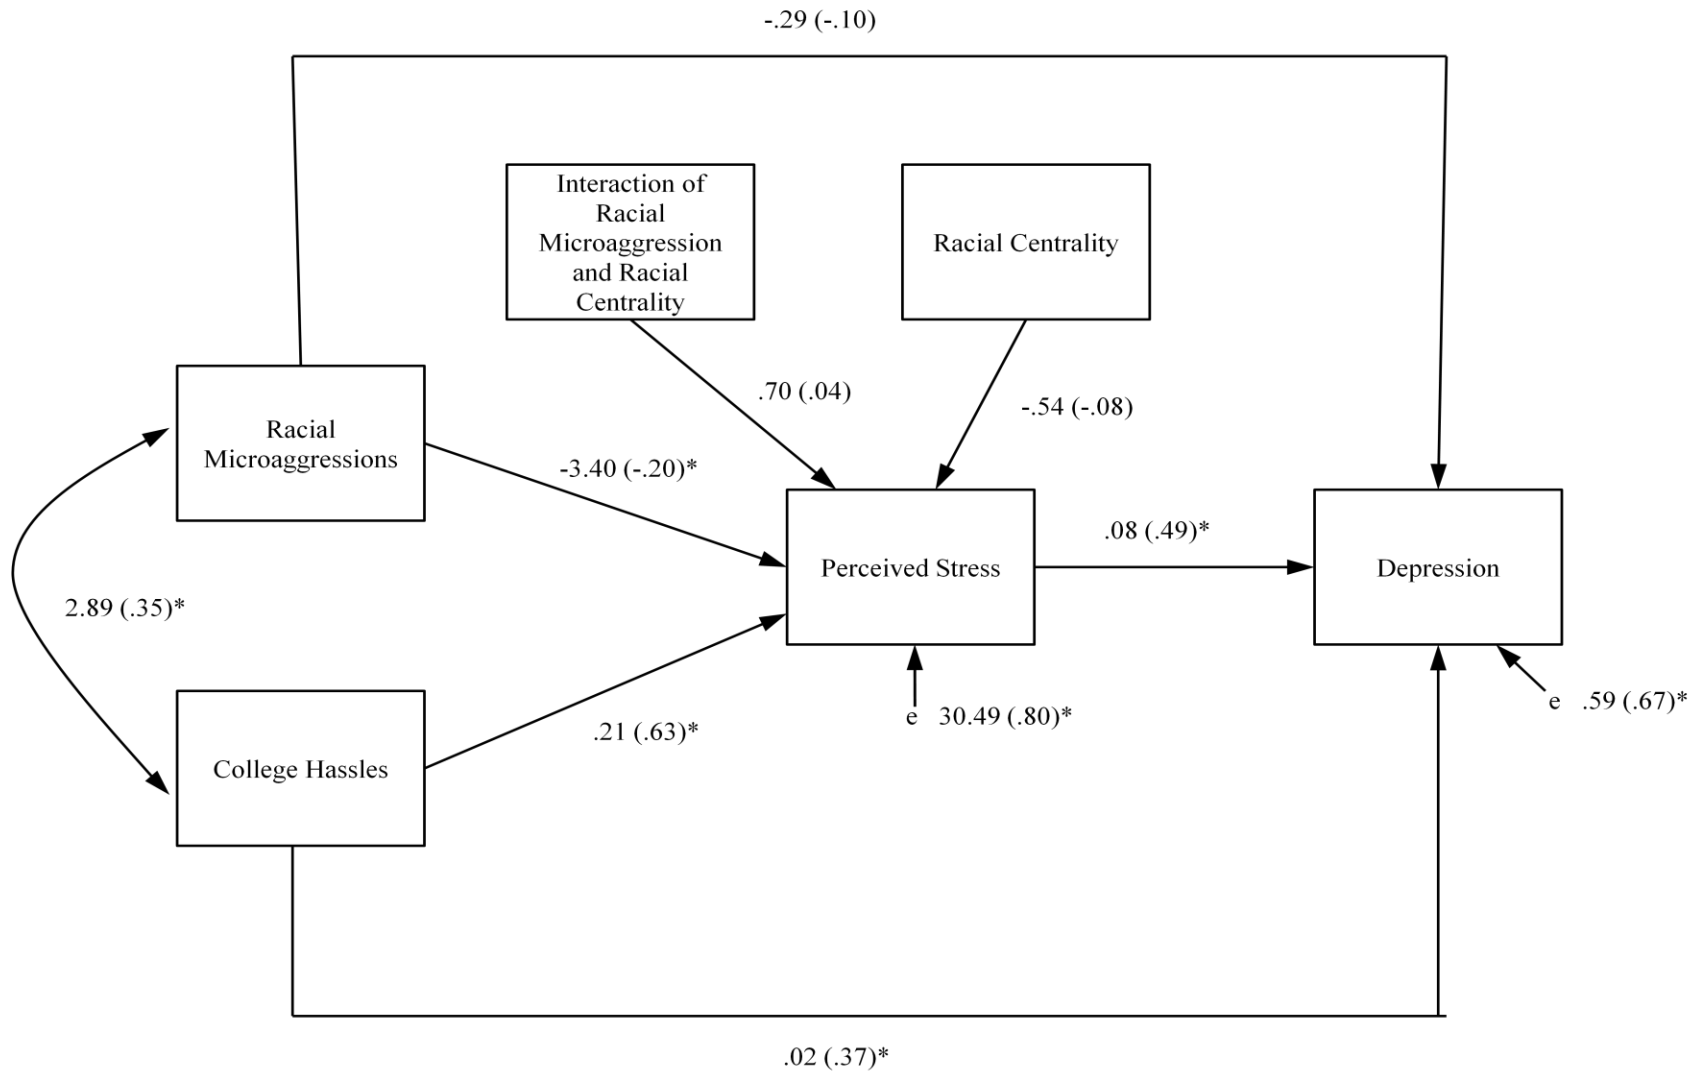 -.29 (-.10)
Interaction of
Racial
Microaggression
and Racial
Centrality
Racial Centrality
.70 (.04)
-.54 (-.08)
Racial
Microaggressions
-3.40 (-.20)*
.08 (.49)*
Perceived Stress
Depression
2.89 (.35)*
.21 (.63)*
e 30.49 (.80)*
e .59 (.67)*
College Hassles
.02 (.37)*